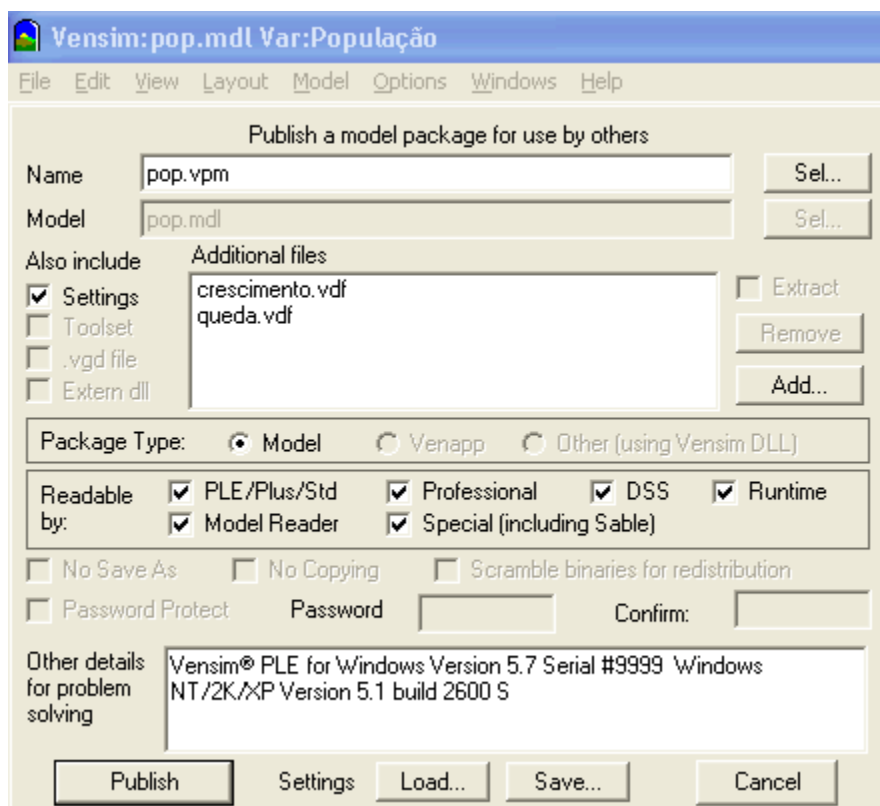 Vensim:pop.mdl Var:População
File Edit View Layout Model Options Windows Help
Publish a model package for use by others
Name pop.vpm Sel...
Model pop.mdl Sel...
Also include Additional files
Settings crescimento.vdf Extract
Toolset queda.vdf Remove
.vgd file
Extern dll Add...
Package Type: Model Venapp Other (using Vensim DLL)
Readable by: PLE/Plus/Std Professional DSS Runtime
Model Reader Special (including Sable)
No Save As No Copying Scramble binaries for redistribution
Password Protect Password Confirm:
Other details for problem solving
Vensim® PLE for Windows Version 5.7 Serial #9999 Windows
NT/2K/XP Version 5.1 build 2600 S
Publish Settings Load... Save... Cancel